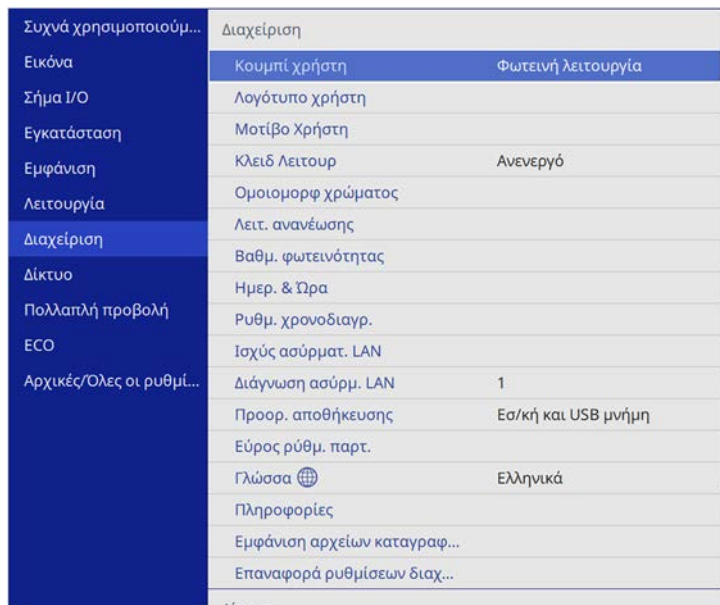 Συχνά χρησιμοποιούμ...
Εικόνα
Σήμα I/O
Εγκατάσταση
Εμφάνιση
Λειτουργία
Διαχείριση
Δίκτυο
Πολλαπλή προβολή
ECO
Αρχικές/Όλες οι ρυθμί...
Διαχείριση
Κουμπί χρήστη Φωτεινή λειτουργία
Λογότυπο χρήστη
Μοτίβο Χρήστη
Κλειδ Λειτουρ Ανενεργό
Ομοιομορφ χρώματος
Λειτ. ανανέωσης
Βαθμ. φωτεινότητας
Ημερ. & Ώρα
Ρυθμ. χρονοδιαγρ.
Ισχύς ασύρματ. LAN
Διάγνωση ασύρμ. LAN 1
Προορ. αποθήκευσης Εσ/κή και USB μνήμη
Εύρος ρύθμ. παρτ.
Γλώσσα Ελληνικά
Πληροφορίες
Εμφάνιση αρχείων καταγραφ...
Επαναφορά ρυθμίσεων διαχ...